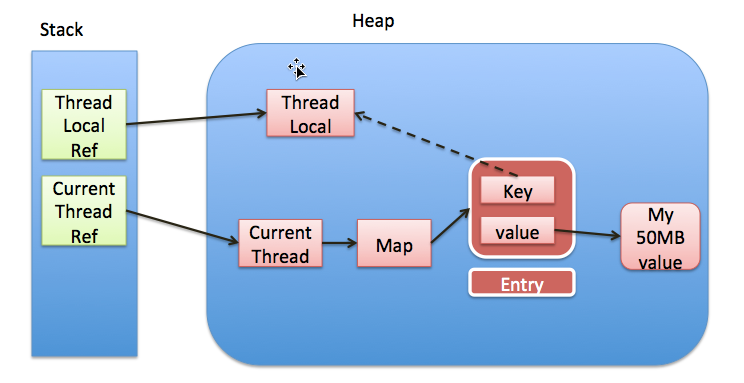 Stack
Heap
Thread
Local
Ref
Thread
Local
Current
Thread
Ref
Key
Current
Thread
Map
value
My
50MB
value
Entry